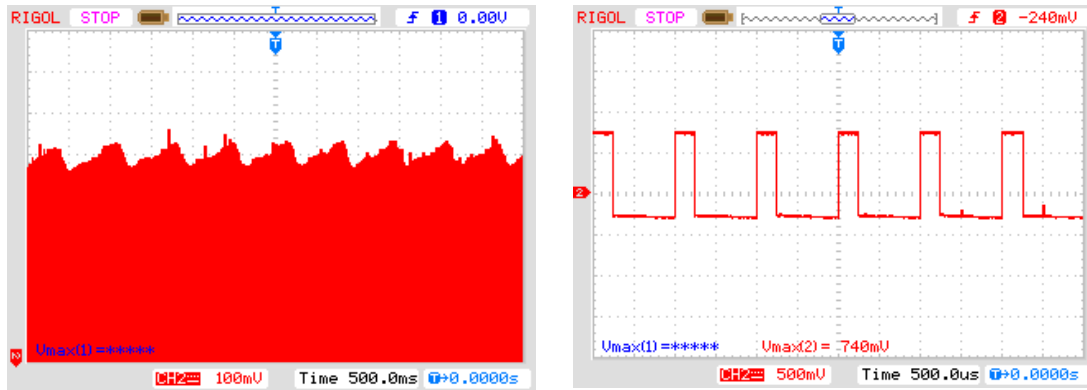 RIGOL STOP T f 1 0.00V
T
2
Vmax(1)=*****
CH2 100mV Time 500.0ms T→0.0000s
RIGOL STOP T f 2 -240mV
T
2
Vmax(1)=***** Vmax(2)= 740mV
CH2 500mV Time 500.0us T→0.0000s